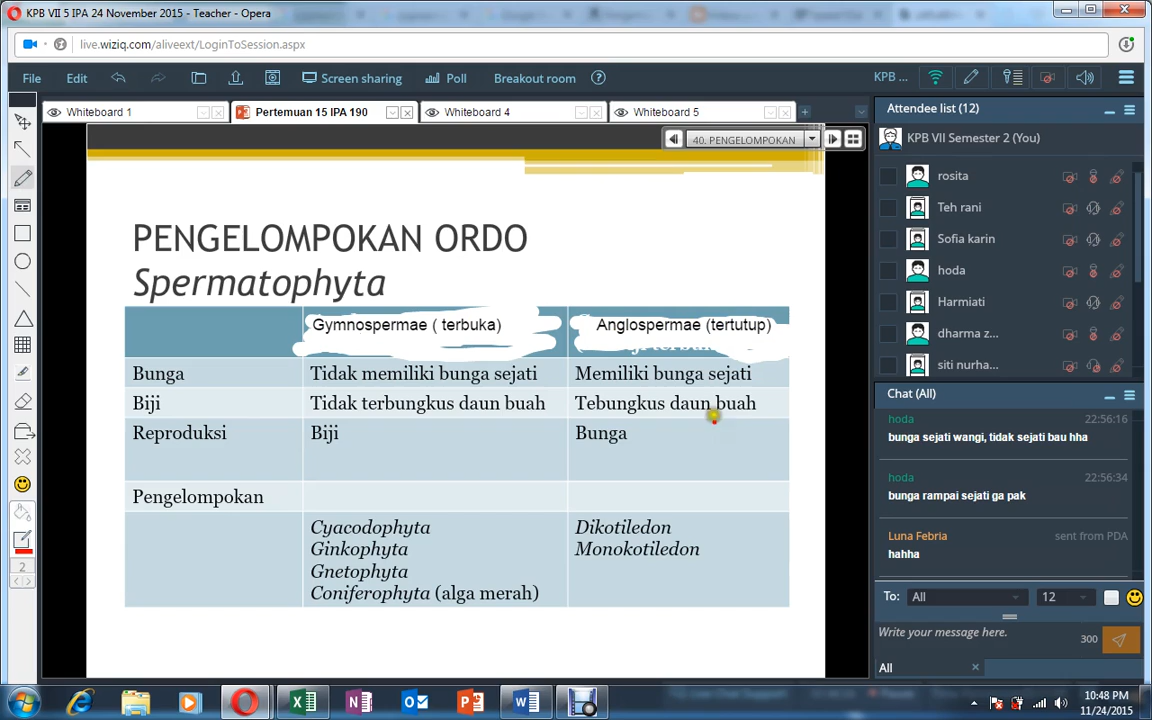 KPB VII 5 IPA 24 November 2015 - Teacher - Opera
live.wiziq.com/aliveext/LoginToSession.aspx
File Edit Screen sharing Poll Breakout room KPB ...
Whiteboard 1 Pertemuan 15 IPA 190 Whiteboard 4 Whiteboard 5
Attendee list (12)
40. PENGELOMPOKAN
KPB VII Semester 2 (You)
rosita
Teh rani
Sofia karin
hoda
Harmiati
dharma z...
siti nurha...
PENGELOMPOKAN ORDO
Spermatophyta
Gymnospermae ( terbuka) Anglospermae (tertutup)
Bunga Tidak memiliki bunga sejati Memiliki bunga sejati
Biji Tidak terbungkus daun buah Tebungkus daun buah
Reproduksi Biji Bunga
Pengelompokan
Cyacodophyta Dikotiledon
Ginkophyta Monokotiledon
Gnetophyta
Coniferophyta (alga merah)
2
Chat (All)
hoda 22:56:16
bunga sejati wangi, tidak sejati bau hha
hoda 22:56:34
bunga rampai sejati ga pak
Luna Febria sent from PDA
hahha
To: All 12
Write your message here.
300
All
10:48 PM
11/24/2015